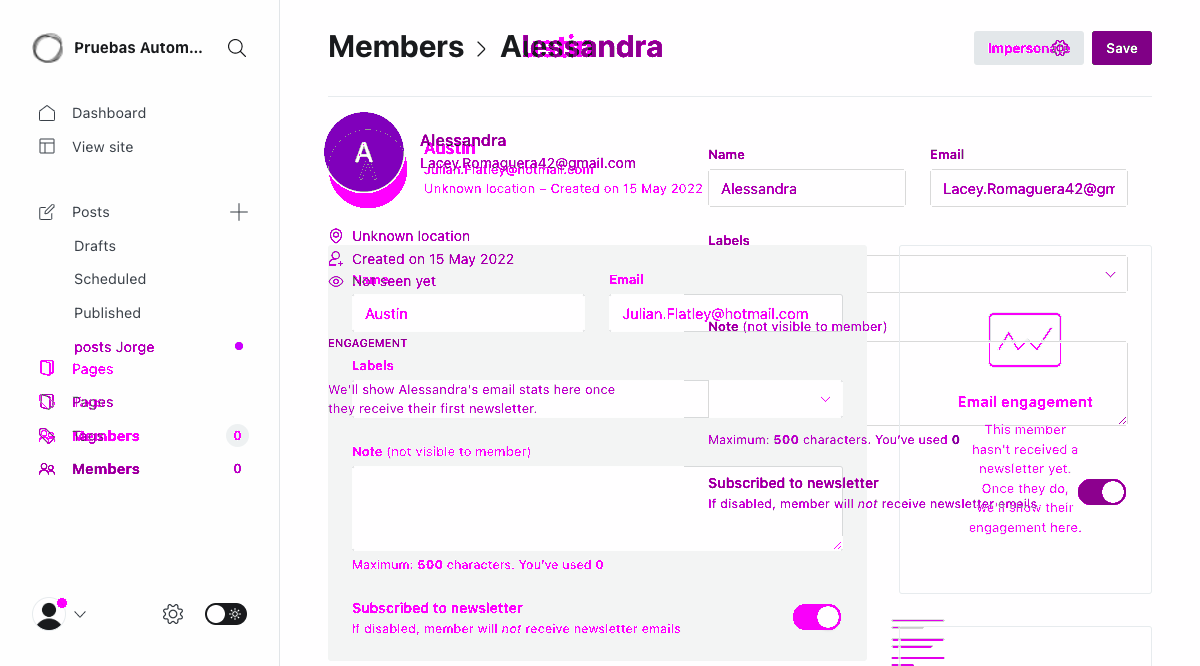 Pruebas Autom...
Members
Alessandra
Austin
Impersonate
Save
Dashboard
View site
Posts
Drafts
Scheduled
Published
posts Jorge
Pages
Pages
Tags
Members
0
Members
0
Alessandra
Lacey.Romaguera42@gmail.com
Austin
Julian.Flatley@hotmail.com
Unknown location – Created on 15 May 2022
Unknown location
Created on 15 May 2022
Not seen yet
ENGAGEMENT
We'll show Alessandra's email stats here once
they receive their first newsletter.
Name
Alessandra
Email
Lacey.Romaguera42@gm
Labels
Note (not visible to member)
Maximum: 500 characters. You've used 0
Subscribed to newsletter
If disabled, member will not receive newsletter emails
Name
Austin
Email
Julian.Flatley@hotmail.com
Labels
Note (not visible to member)
Maximum: 500 characters. You've used 0
Subscribed to newsletter
If disabled, member will not receive newsletter emails
Email engagement
This member
hasn't received a
newsletter yet.
Once they do,
we'll show their
engagement here.